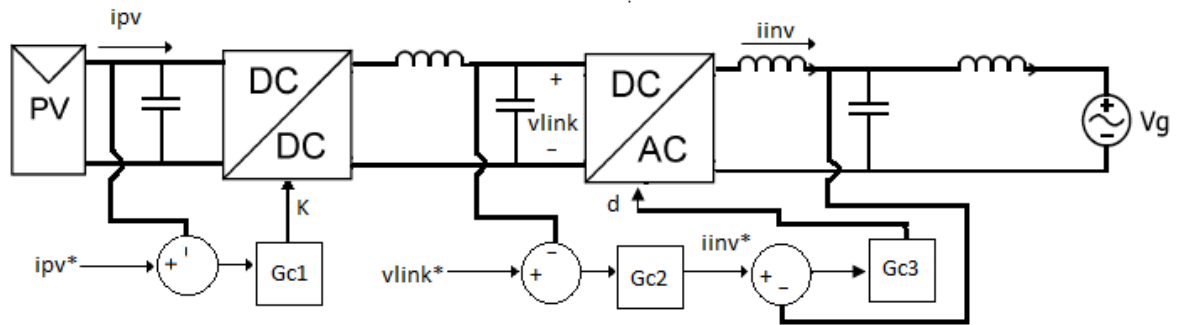 ipv
iinv
PV
DC
DC
+
vlink
−
DC
AC
+
−
Vg
K
d
ipv*
+
'
Gc1
vlink*
−
+
Gc2
iinv*
+
−
Gc3